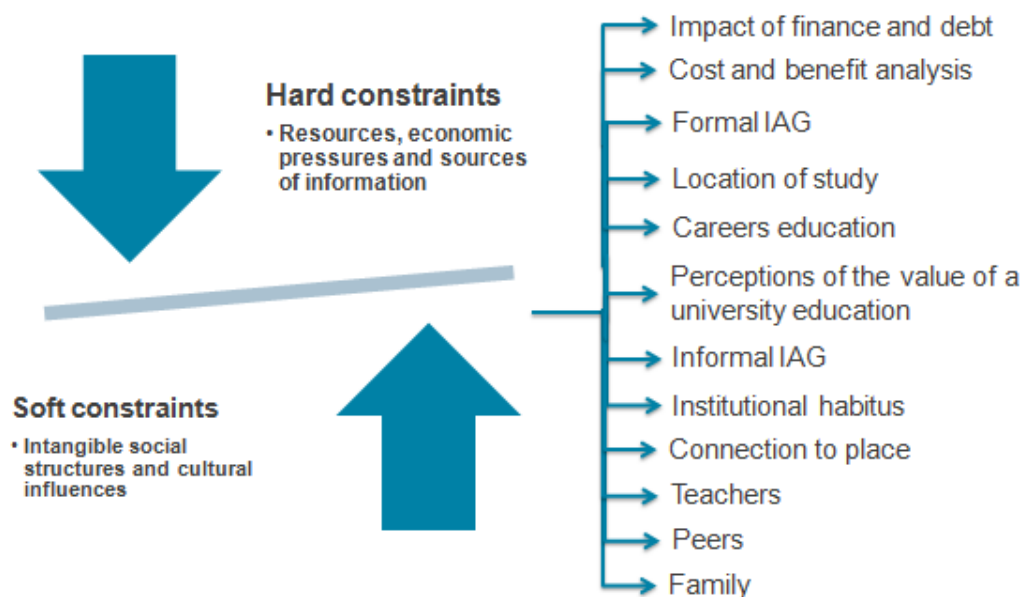 Hard constraints
• Resources, economic
pressures and sources
of information
Soft constraints
• Intangible social
structures and cultural
influences
Impact of finance and debt
Cost and benefit analysis
Formal IAG
Location of study
Careers education
Perceptions of the value of a
university education
Informal IAG
Institutional habitus
Connection to place
Teachers
Peers
Family